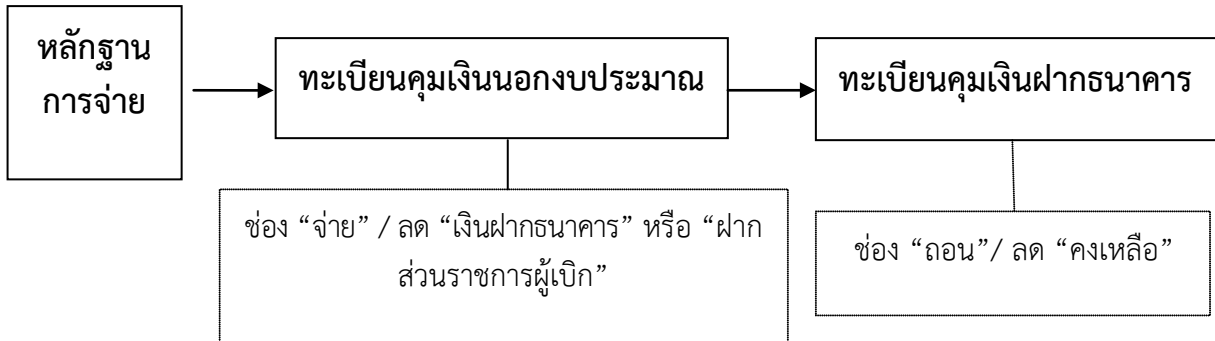 หลักฐาน
การจ่าย
ทะเบียนคุมเงินนอกงบประมาณ
ทะเบียนคุมเงินฝากธนาคาร
ช่อง “จ่าย” / ลด “เงินฝากธนาคาร” หรือ “ฝาก
ส่วนราชการผู้เบิก”
ช่อง “ถอน”/ ลด “คงเหลือ”